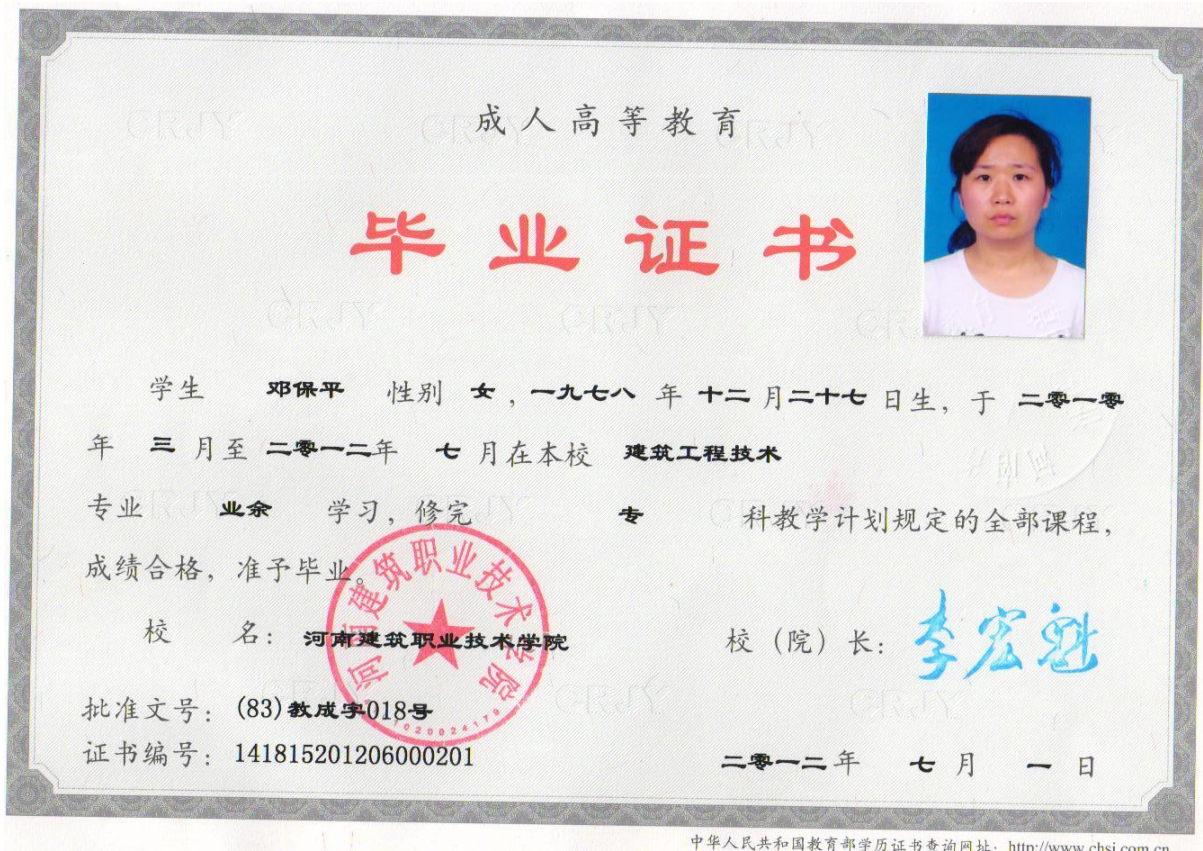 成人高等教育
毕业证书
学生 邓保平 性别 女，一九七八 年 十二 月二十七 日生，于 二零一零
年 三 月至 二零一二年 七 月在本校 建筑工程技术
专业 业余 学习，修完 专 科教学计划规定的全部课程，
成绩合格，准予毕业。
校 名：河南建筑职业技术学院
校（院）长：李宏魁
批准文号：(83)教成字018号
证书编号：141815201206000201
二零一二年 七 月 一 日
河南建筑职业技术学院
CRJY CRJY CRJY
CRJY CRJY
中华人民共和国教育部学历证书查询网址：http://www.chsi.com.cn